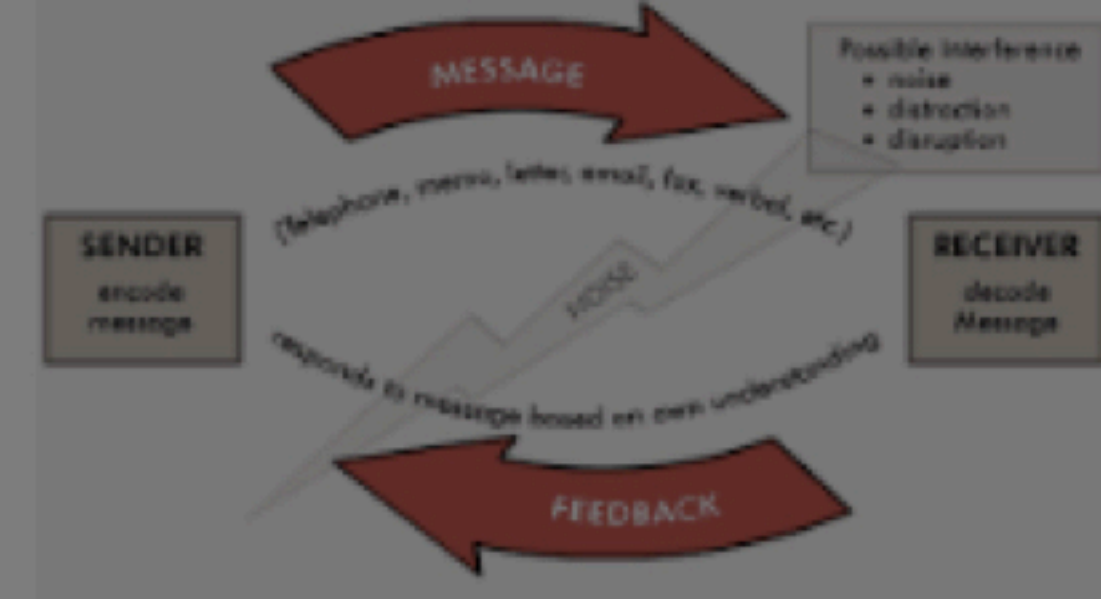 MESSAGE
Possible Interference
• noise
• distraction
• disruption
(Telephone, memo, letter, email, fax, verbal, etc.)
SENDER
encode
message
NOISE
RECEIVER
decode
Message
responds to message based on own understanding
FEEDBACK